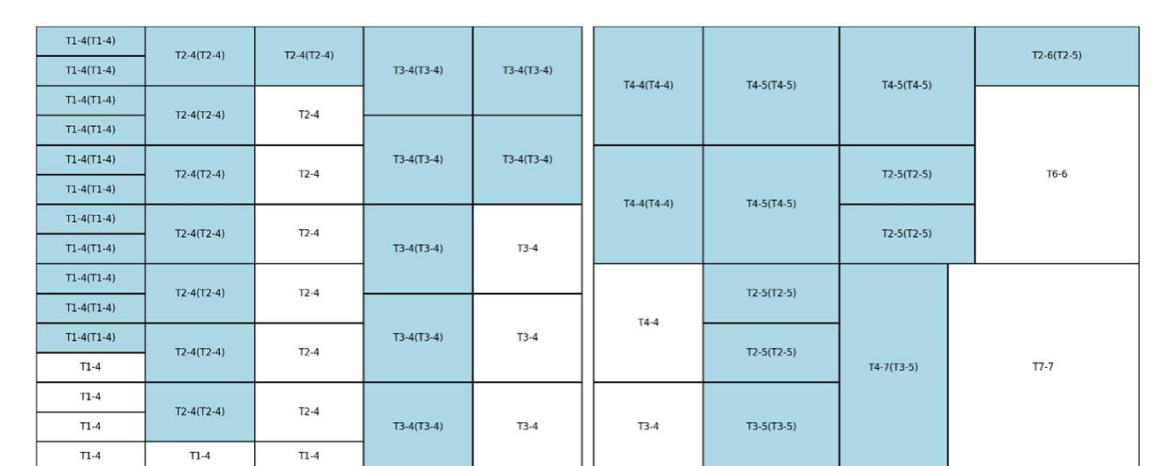 T1-4(T1-4)
T1-4(T1-4)
T1-4(T1-4)
T1-4(T1-4)
T1-4(T1-4)
T1-4(T1-4)
T1-4(T1-4)
T1-4(T1-4)
T1-4(T1-4)
T1-4(T1-4)
T1-4(T1-4)
T1-4
T1-4
T1-4
T1-4
T2-4(T2-4)
T2-4(T2-4)
T2-4(T2-4)
T2-4(T2-4)
T2-4(T2-4)
T2-4(T2-4)
T2-4(T2-4)
T1-4
T2-4(T2-4)
T2-4
T2-4
T2-4
T2-4
T2-4
T2-4
T1-4
T3-4(T3-4)
T3-4(T3-4)
T3-4(T3-4)
T3-4(T3-4)
T3-4(T3-4)
T3-4(T3-4)
T3-4(T3-4)
T3-4
T3-4
T3-4
T4-4(T4-4)
T4-4(T4-4)
T4-4
T3-4
T4-5(T4-5)
T4-5(T4-5)
T2-5(T2-5)
T2-5(T2-5)
T3-5(T3-5)
T4-5(T4-5)
T2-5(T2-5)
T2-5(T2-5)
T4-7(T3-5)
T2-6(T2-5)
T6-6
T7-7